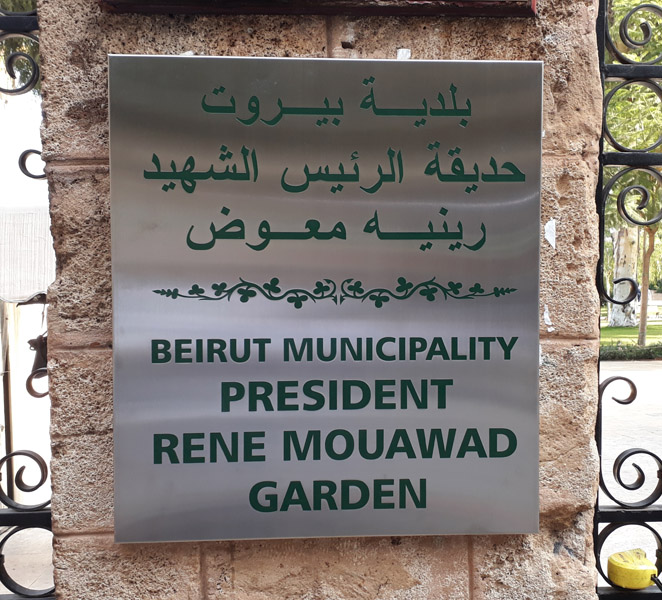 بلدية بيروت
حديقة الرئيس الشهيد
رينيه معوض
BEIRUT MUNICIPALITY
PRESIDENT
RENE MOUAWAD
GARDEN